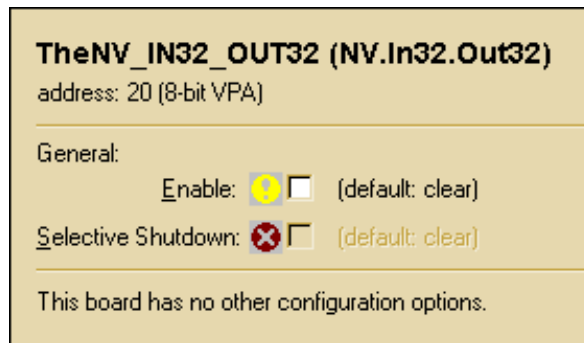 TheNV_IN32_OUT32 (NV.In32.Out32)
address: 20 (8-bit VPA)
General:
Enable: (default: clear)
Selective Shutdown: (default: clear)
This board has no other configuration options.